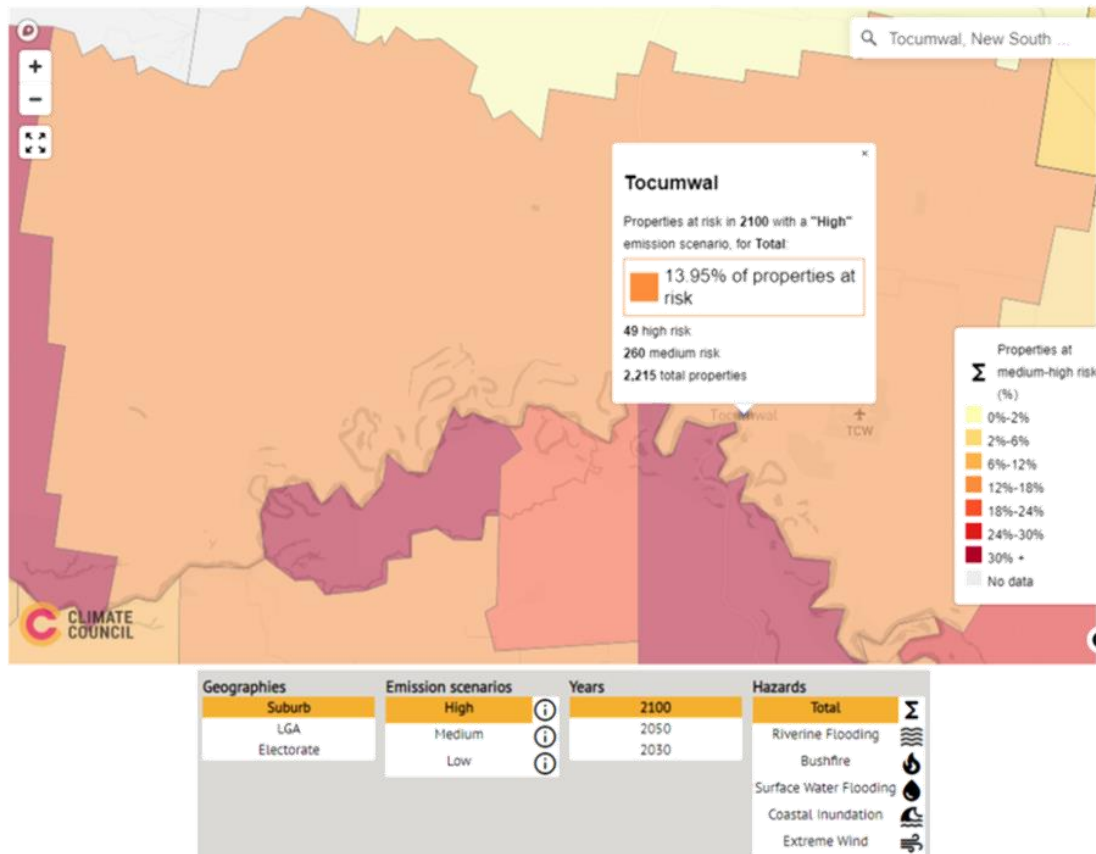 Tocumwal, New South ...
+
−
Tocumwal
×
Properties at risk in 2100 with a "High"
emission scenario, for Total:
13.95% of properties at
risk
49 high risk
260 medium risk
2,215 total properties
Tocumwal
TCW
Properties at
Σ medium-high risk
(%)
0%-2%
2%-6%
6%-12%
12%-18%
18%-24%
24%-30%
30% +
No data
CLIMATE
COUNCIL
Geographies
Suburb
LGA
Electorate
Emission scenarios
High
Medium
Low
Years
2100
2050
2030
Hazards
Total Σ
Riverine Flooding
Bushfire
Surface Water Flooding
Coastal Inundation
Extreme Wind